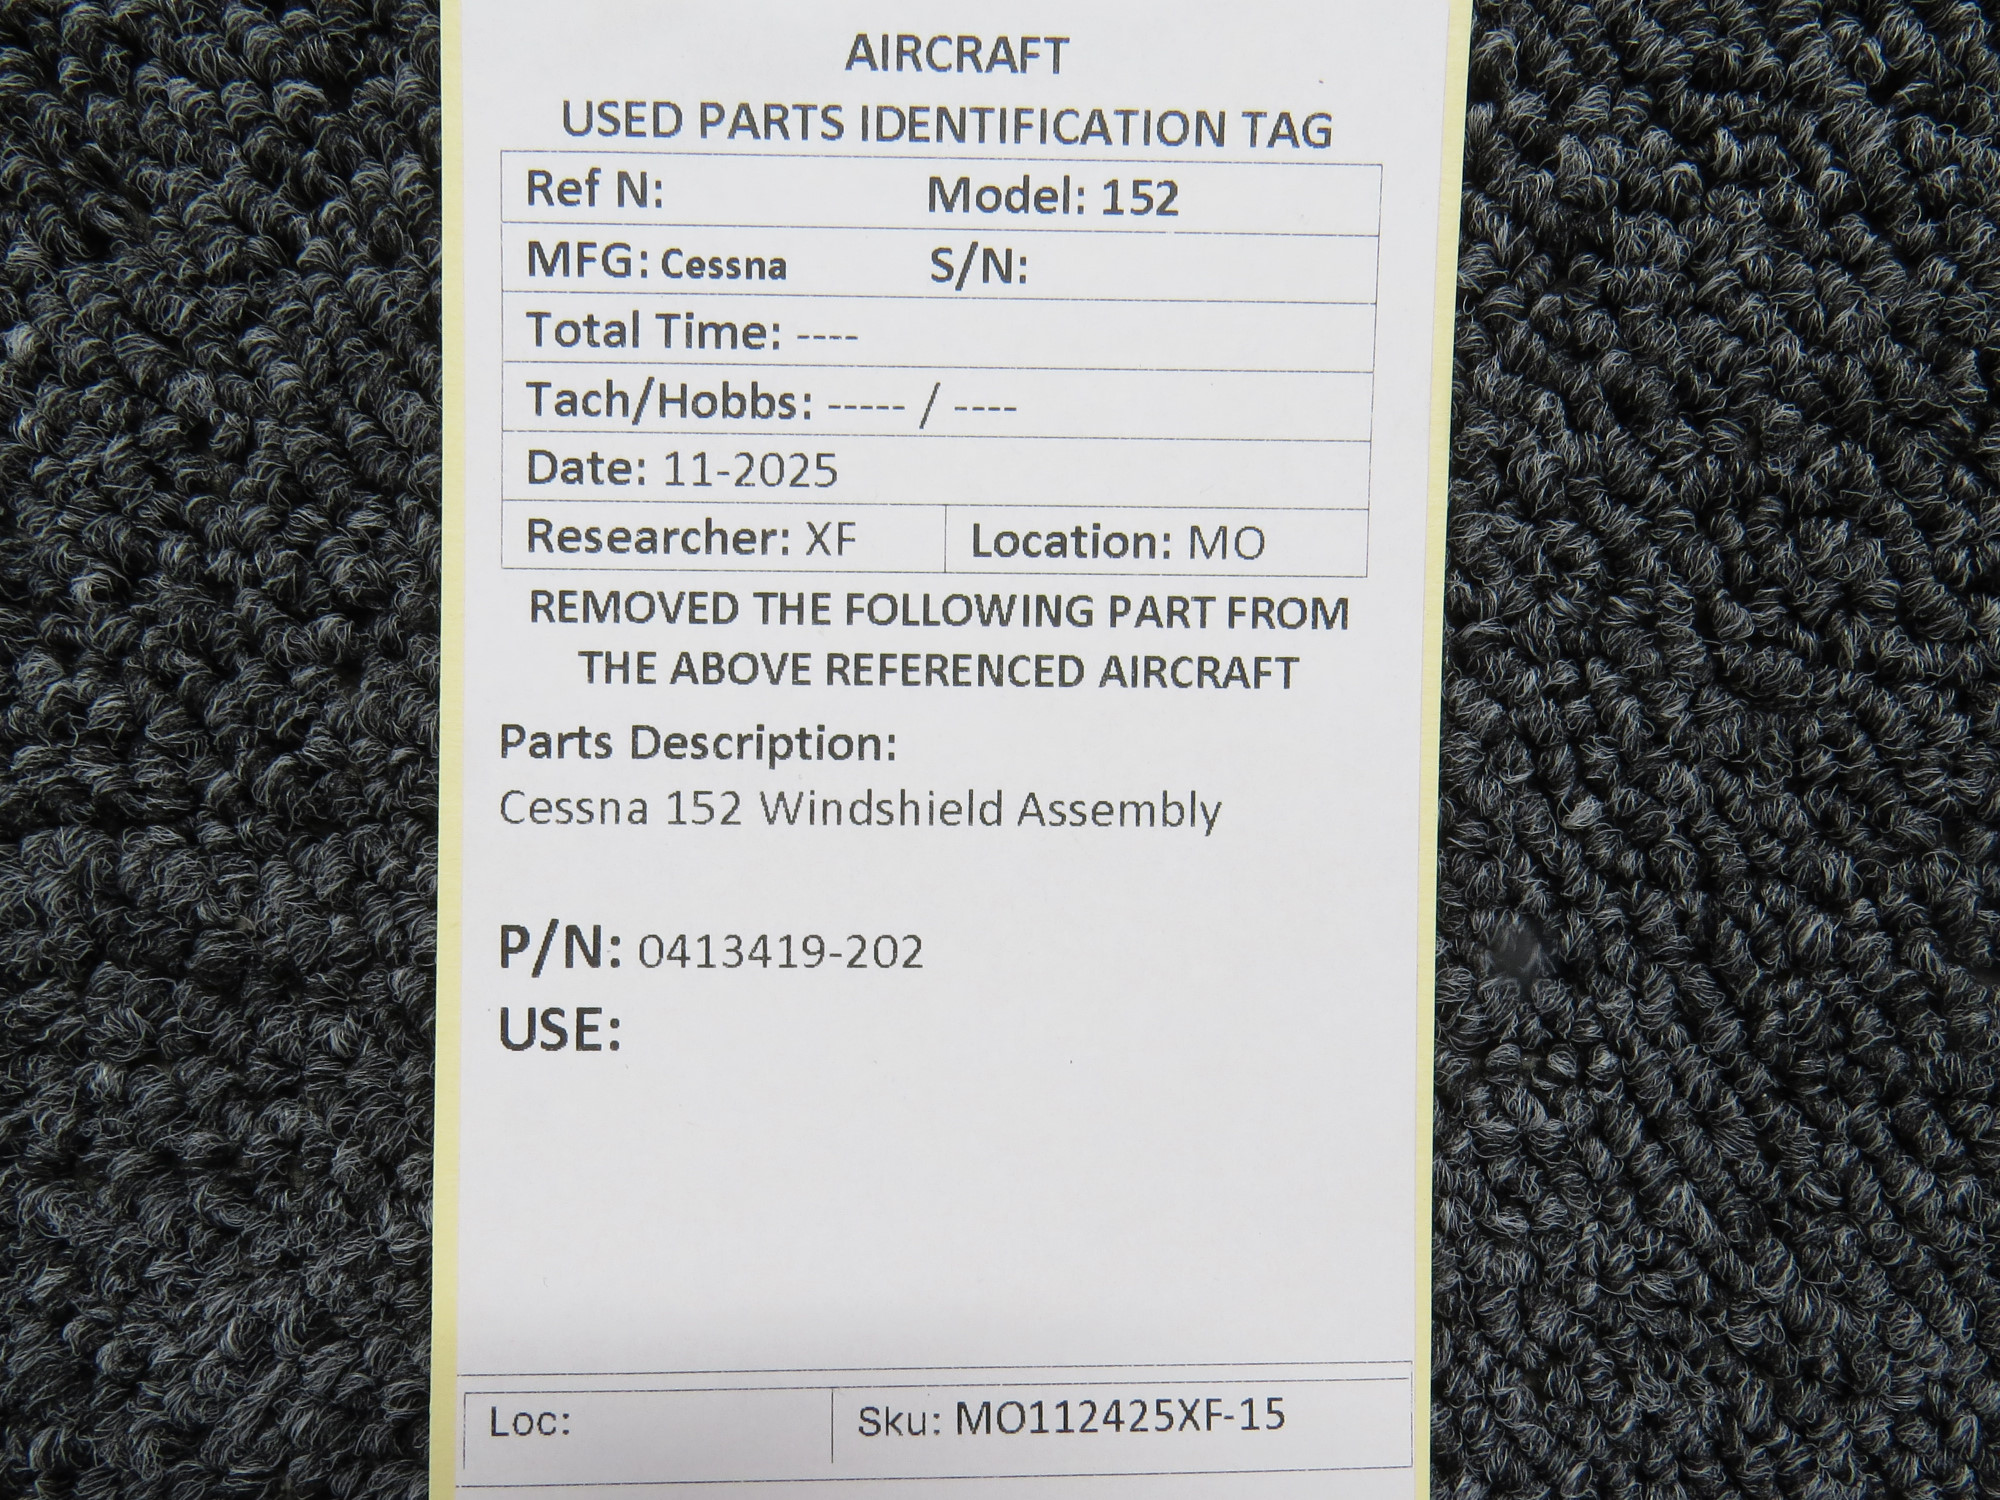 AIRCRAFT
USED PARTS IDENTIFICATION TAG
Ref N: Model: 152
MFG: Cessna S/N:
Total Time: ----
Tach/Hobbs: ----- / ----
Date: 11-2025
Researcher: XF Location: MO
REMOVED THE FOLLOWING PART FROM
THE ABOVE REFERENCED AIRCRAFT
Parts Description:
Cessna 152 Windshield Assembly
P/N: 0413419-202
USE:
Loc: Sku: MO112425XF-15